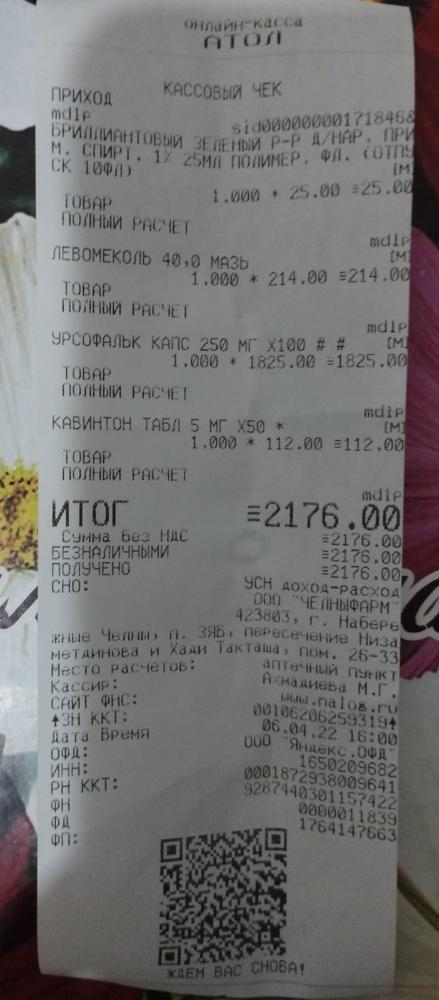 ОНЛАЙН-КАССА
АТОЛ
КАССОВЫЙ ЧЕК
ПРИХОД
mdlp sid00000000171846&
БРИЛЛИАНТОВЫЙ ЗЕЛЕНЫЙ Р-Р Д/НАР. ПРИ
М. СПИРТ. 1% 25МЛ ПОЛИМЕР. ФЛ. (ОТПУ
СК 10ФЛ) [М]
1.000 * 25.00 ≡25.00
ТОВАР
ПОЛНЫЙ РАСЧЕТ
mdlp
ЛЕВОМЕКОЛЬ 40,0 МАЗЬ [М]
1.000 * 214.00 ≡214.00
ТОВАР
ПОЛНЫЙ РАСЧЕТ
mdlp
УРСОФАЛЬК КАПС 250 МГ X100 # # [М]
1.000 * 1825.00 ≡1825.00
ТОВАР
ПОЛНЫЙ РАСЧЕТ
mdlp
КАВИНТОН ТАБЛ 5 МГ X50 * [М]
1.000 * 112.00 ≡112.00
ТОВАР
ПОЛНЫЙ РАСЧЕТ
mdlp
ИТОГ ≡2176.00
Сумма без НДС ≡2176.00
БЕЗНАЛИЧНЫМИ ≡2176.00
ПОЛУЧЕНО ≡2176.00
СНО: УСН доход-расход
ООО "ЧЕЛНЫФАРМ"
423803, г. Набере
жные Челны, п. ЗЯБ, пересечение Низа
метдинова и Хади Такташа, пом. 26-33
Место расчетов: аптечный пункт
Кассир: Ахмадиева М.Г.
САЙТ ФНС: www.nalog.ru
↑ЗН ККТ: 00106206259319↑
Дата Время 06.04.22 16:00
ОФД: ООО "Яндекс.ОФД"
ИНН: 1650209682
РН ККТ: 0001872938009641
ФН 9287440301157422
ФД 0000011839
ФП: 1764147663
ЖДЕМ ВАС СНОВА!